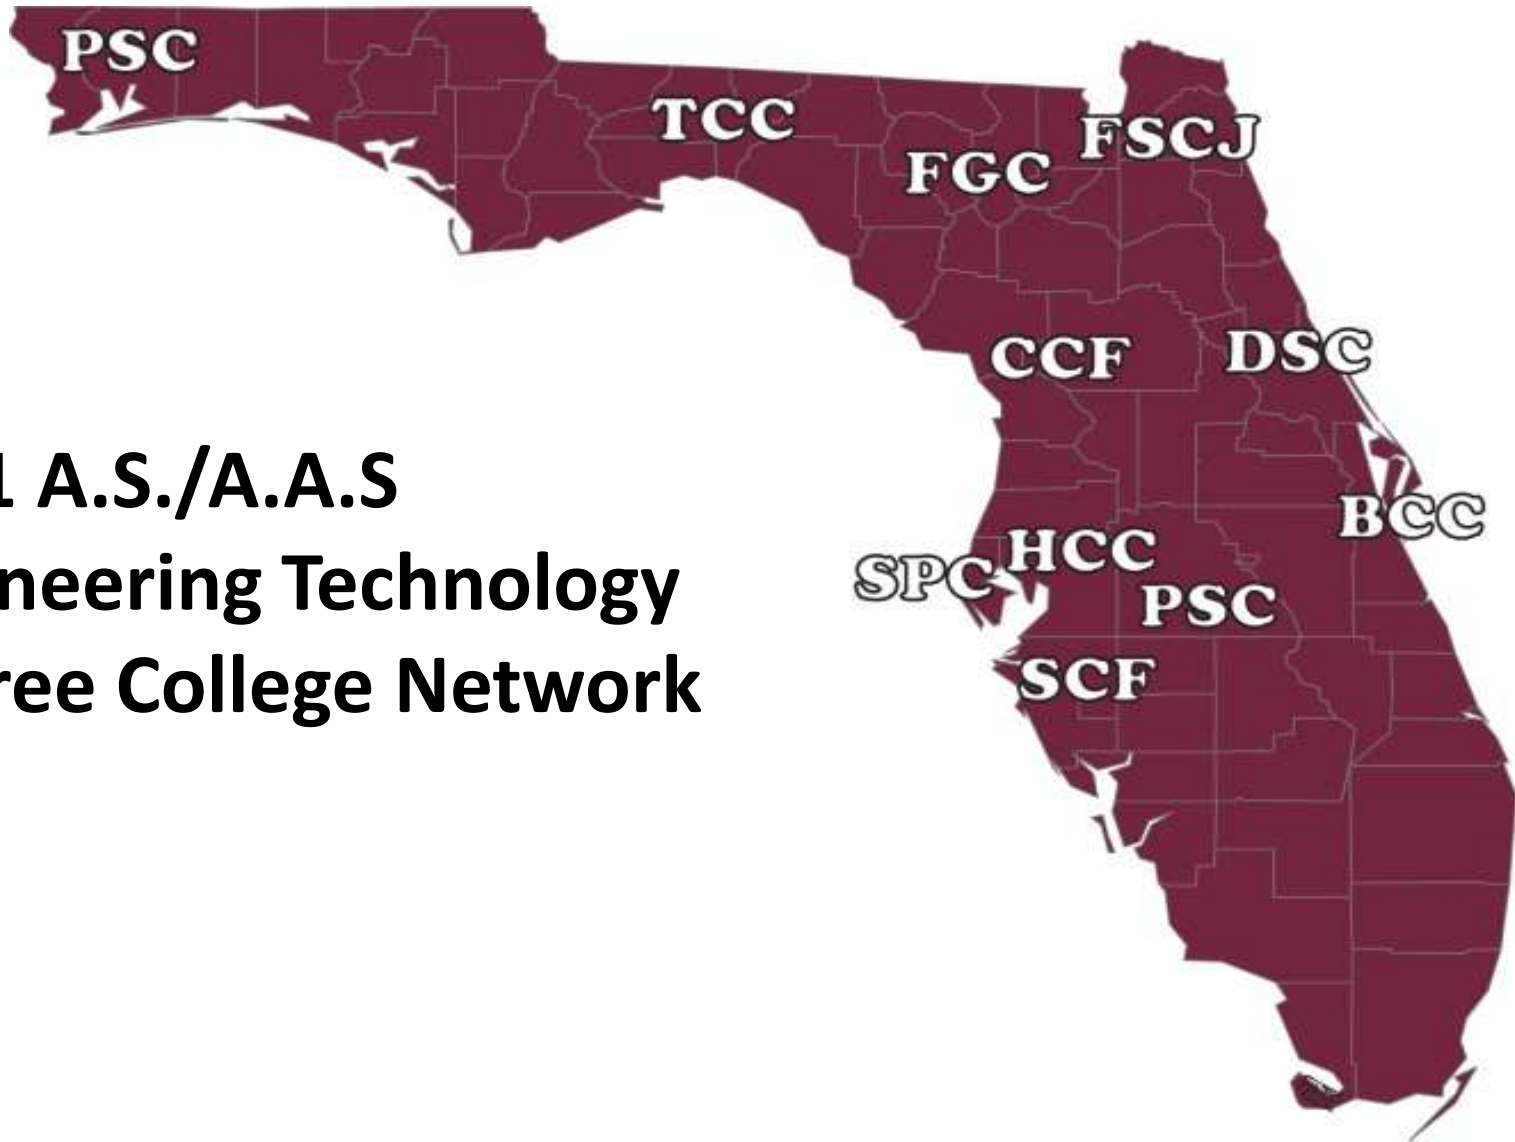 PSC
TCC
FSCJ
FGC
CCF
DSC
1 A.S./A.A.S
BCC
HCC
SPC
neering Technology
PSC
ree College Network
SCF